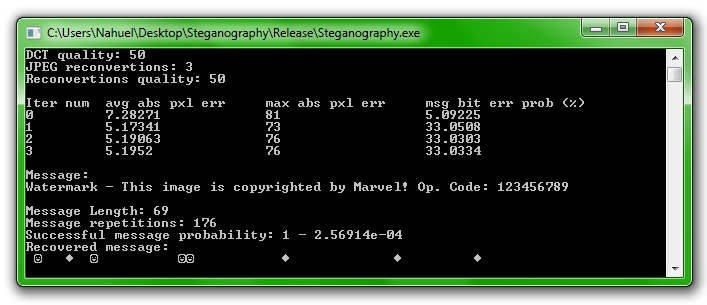 C:\Users\Nahuel\Desktop\Steganography\Release\Steganography.exe
DCT quality: 50
JPEG reconvertions: 3
Reconvertions quality: 50
Iter num avg abs pxl err max abs pxl err msg bit err prob (%)
0 7.28271 81 5.09225
1 5.17341 73 33.0508
2 5.19063 76 33.0303
3 5.1952 76 33.0334
Message:
Watermark - This image is copyrighted by Marvel! Op. Code: 123456789
Message Length: 69
Message repetitions: 176
Successful message probability: 1 - 2.56914e-04
Recovered message:
☺ ♦ ☺ ☺☺ ♦ ♦ ♦